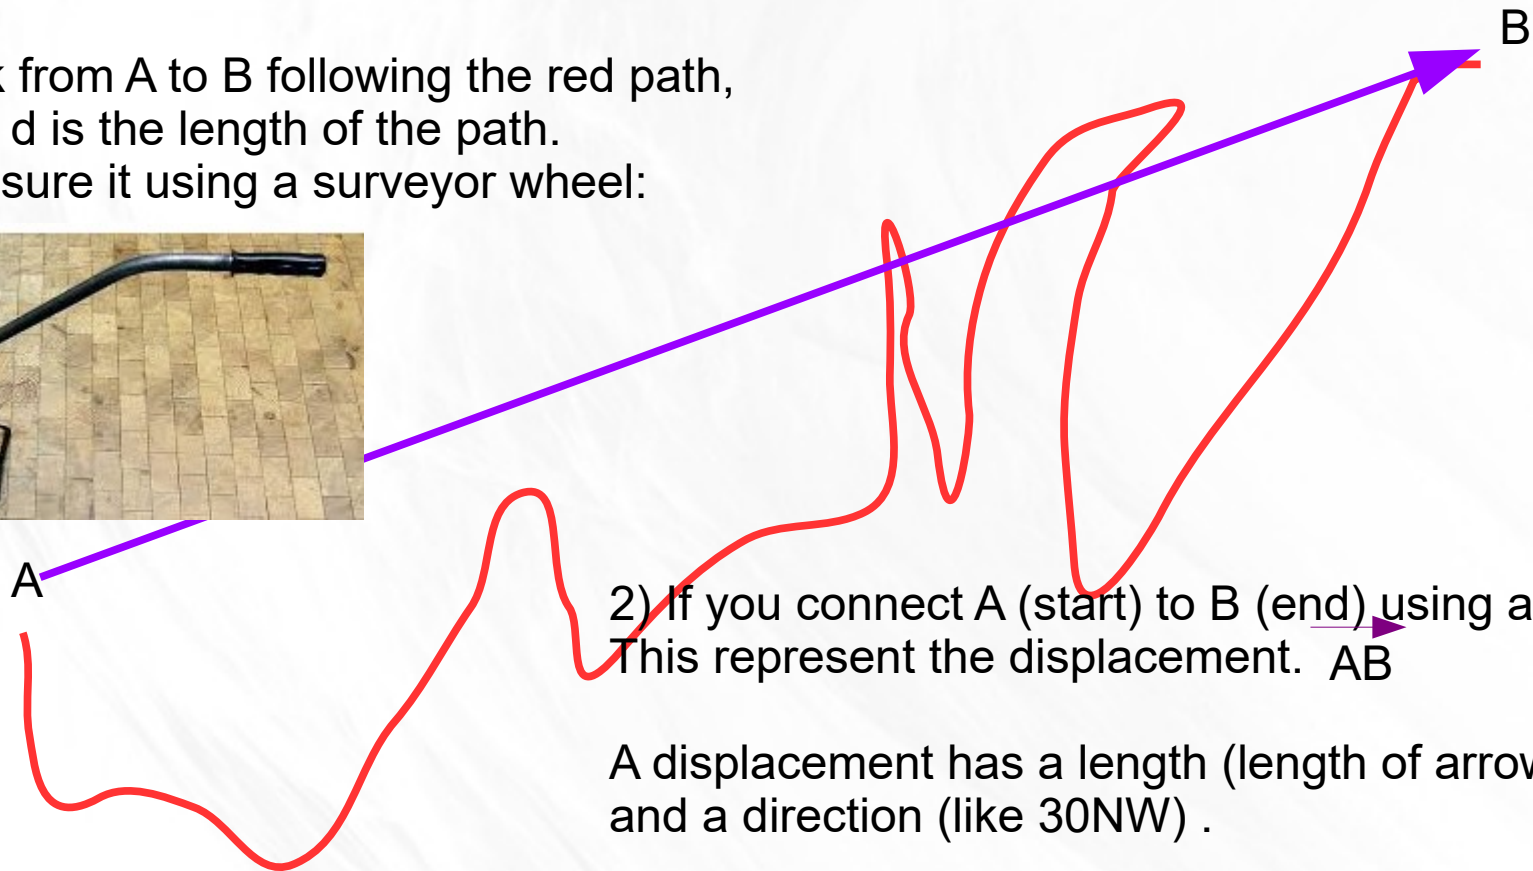 B
k from A to B following the red path,
d is the length of the path.
sure it using a surveyor wheel:
A
2) If you connect A (start) to B (end) using a
This represent the displacement. AB
A displacement has a length (length of arrow
and a direction (like 30NW) .